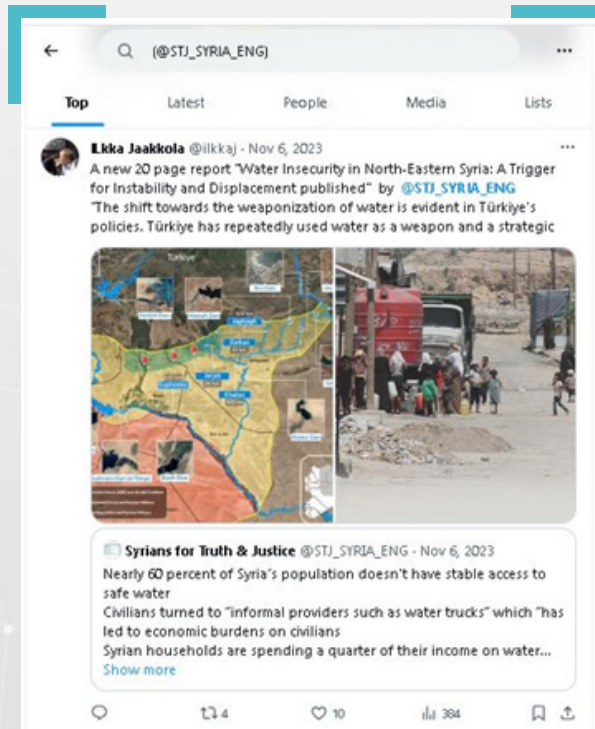 (@STJ_SYRIA_ENG)
Top Latest People Media Lists
Ilkka Jaakkola @ilkkaj · Nov 6, 2023
A new 20 page report "Water Insecurity in North-Eastern Syria: A Trigger
for Instability and Displacement published" by @STJ_SYRIA_ENG
"The shift towards the weaponization of water is evident in Türkiye's
policies. Türkiye has repeatedly used water as a weapon and a strategic
Türkiye
Euphrates
Syrians for Truth & Justice @STJ_SYRIA_ENG · Nov 6, 2023
Nearly 60 percent of Syria's population doesn't have stable access to
safe water
Civilians turned to "informal providers such as water trucks" which "has
led to economic burdens on civilians
Syrian households are spending a quarter of their income on water...
Show more
4 10 384